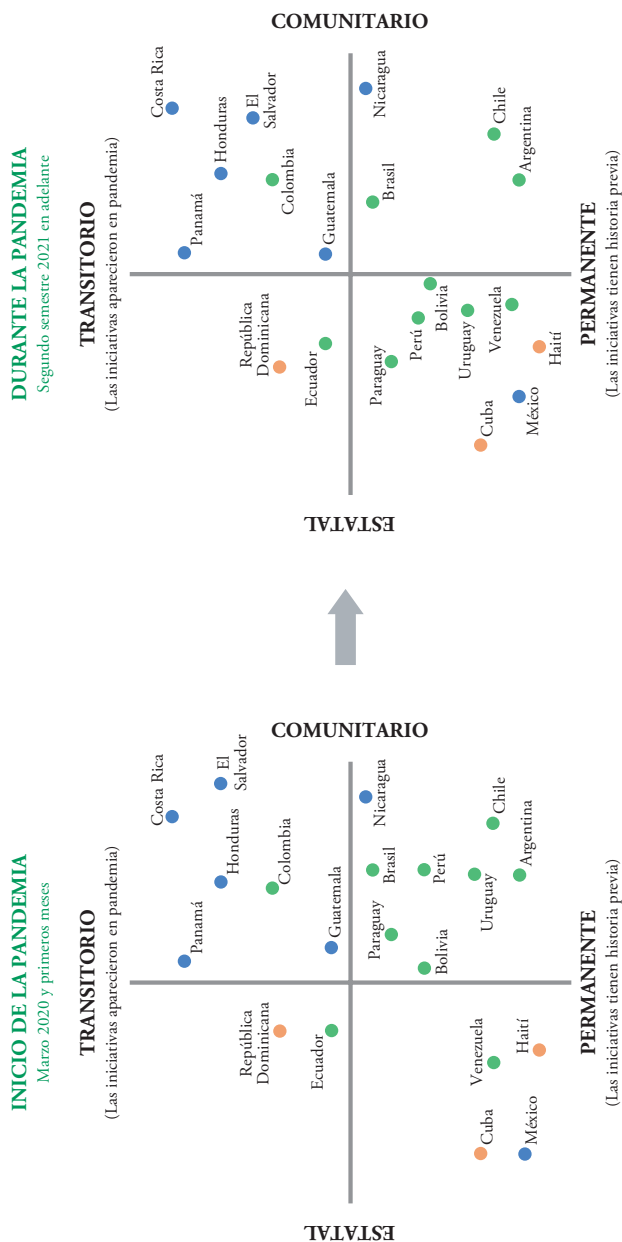 INICIO DE LA PANDEMIA
Marzo 2020 y primeros meses
TRANSITORIO
(Las iniciativas aparecieron en pandemia)
Costa Rica
Panamá
Honduras
El
Salvador
República
Dominicana
Colombia
Ecuador
Guatemala
ESTATAL
COMUNITARIO
Nicaragua
Paraguay
Brasil
Bolivia
Perú
Uruguay
Chile
Venezuela
Cuba
Argentina
México
Haití
PERMANENTE
(Las iniciativas tienen historia previa)
DURANTE LA PANDEMIA
Segundo semestre 2021 en adelante
TRANSITORIO
(Las iniciativas aparecieron en pandemia)
Costa Rica
Panamá
Honduras
El
Salvador
República
Dominicana
Colombia
Ecuador
Guatemala
ESTATAL
COMUNITARIO
Nicaragua
Brasil
Paraguay
Perú
Bolivia
Uruguay
Chile
Venezuela
Cuba
Argentina
México
Haití
PERMANENTE
(Las iniciativas tienen historia previa)